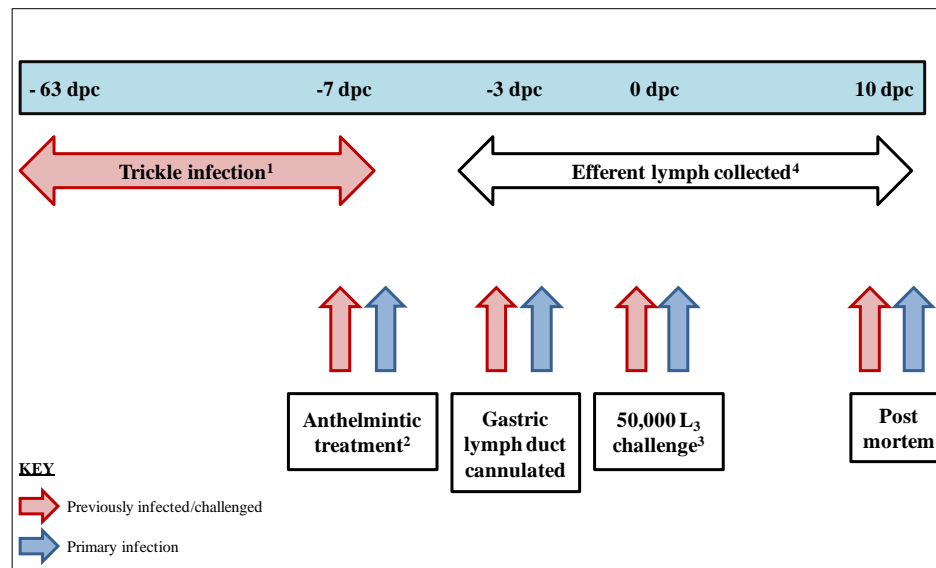 - 63 dpc -7 dpc -3 dpc 0 dpc 10 dpc
Trickle infection¹ Efferent lymph collected⁴
Anthelmintic
treatment²
Gastric
lymph duct
cannulated
50,000 L₃
challenge³
Post
mortem
KEY
Previously infected/challenged
Primary infection